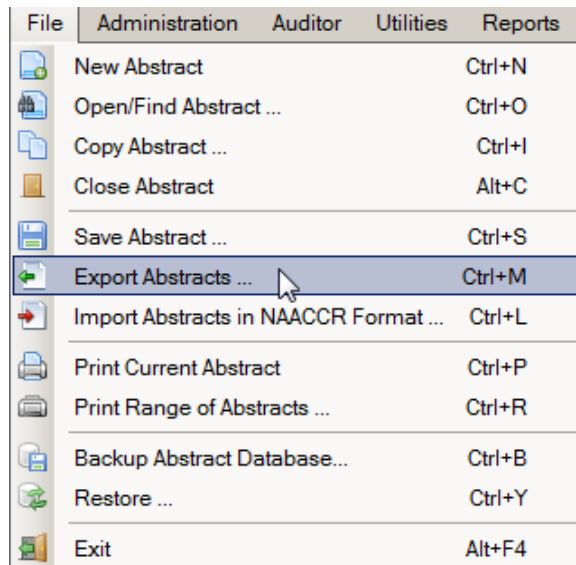 File Administration Auditor Utilities Reports
New Abstract Ctrl+N
Open/Find Abstract ... Ctrl+O
Copy Abstract ... Ctrl+I
Close Abstract Alt+C
Save Abstract ... Ctrl+S
Export Abstracts ... Ctrl+M
Import Abstracts in NAACCR Format ... Ctrl+L
Print Current Abstract Ctrl+P
Print Range of Abstracts ... Ctrl+R
Backup Abstract Database... Ctrl+B
Restore ... Ctrl+Y
Exit Alt+F4